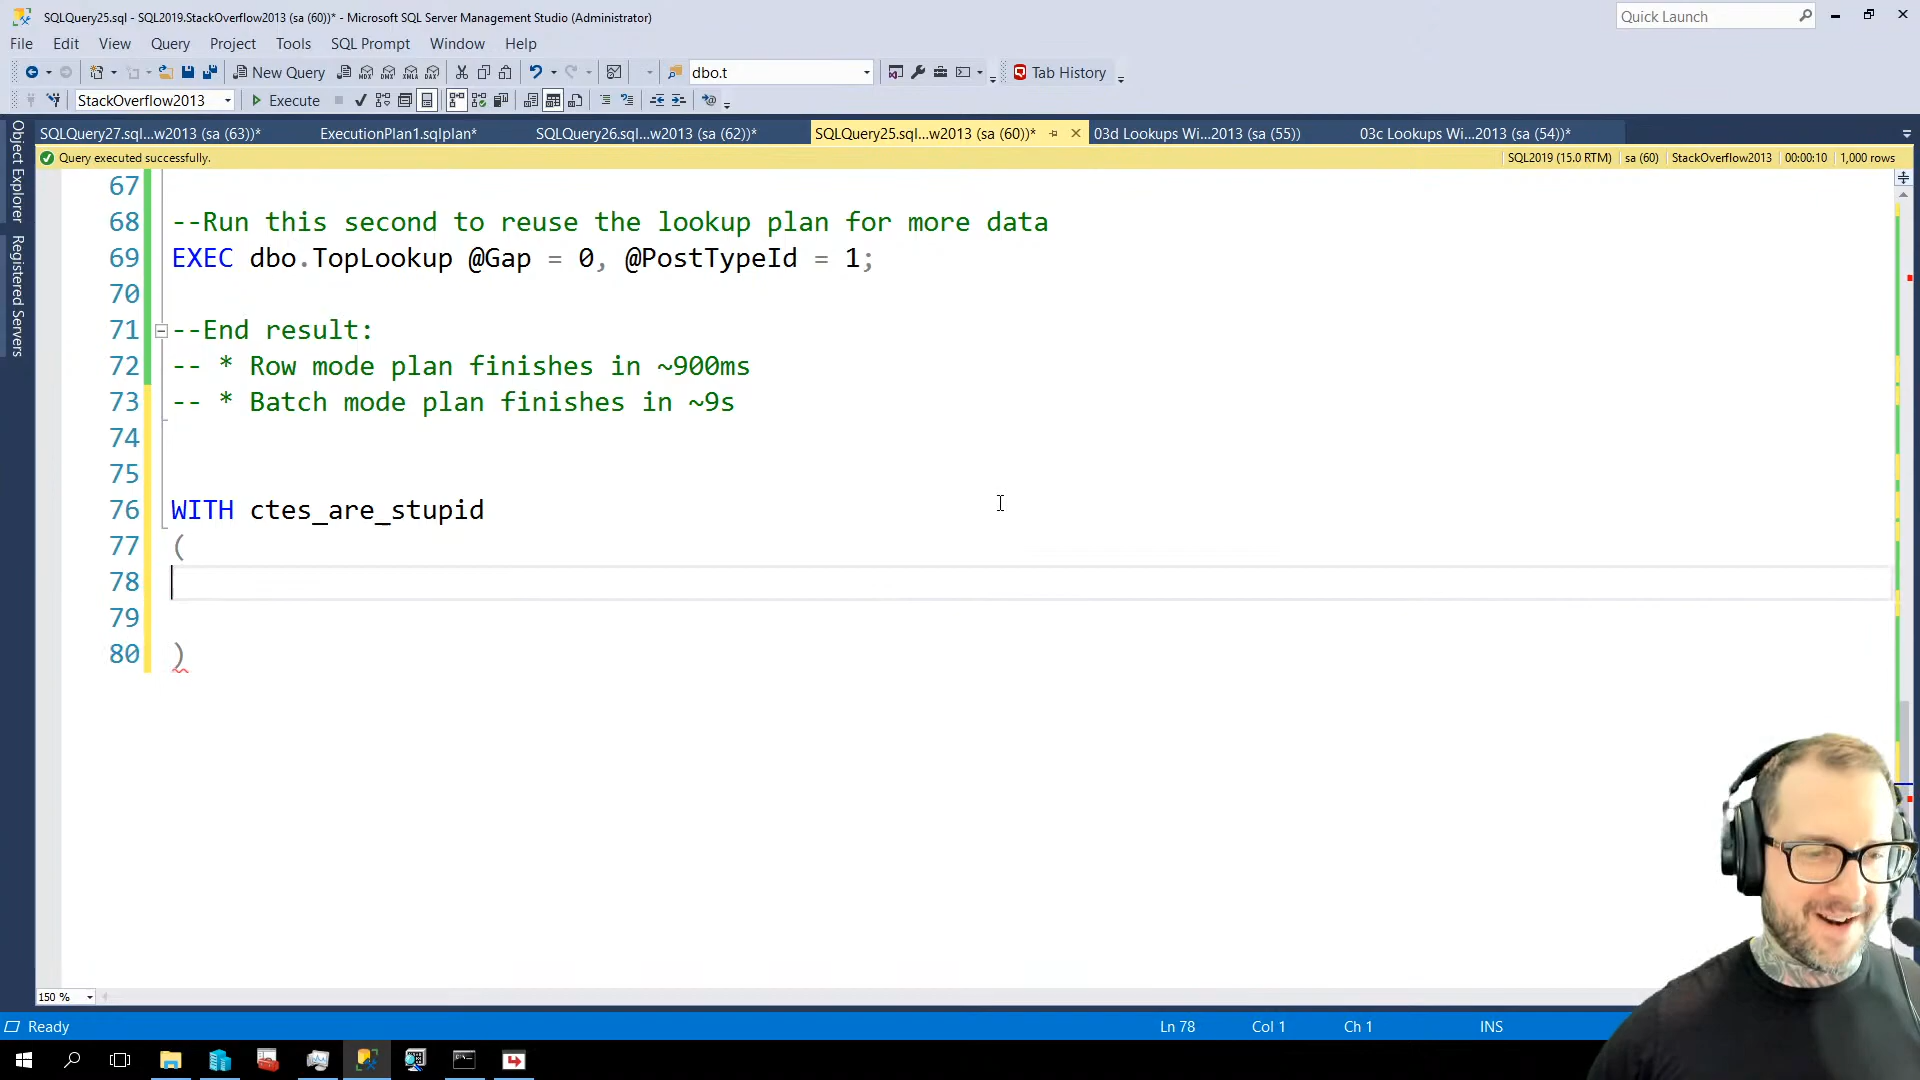 SQLQuery25.sql - SQL2019.StackOverflow2013 (sa (60))* - Microsoft SQL Server Management Studio (Administrator)
Quick Launch
File Edit View Query Project Tools SQL Prompt Window Help
New Query
dbo.t
Tab History
StackOverflow2013
Execute
SQLQuery27.sql...w2013 (sa (63))*
ExecutionPlan1.sqlplan*
SQLQuery26.sql...w2013 (sa (62))*
SQLQuery25.sql...w2013 (sa (60))*
03d Lookups Wi...2013 (sa (55))
03c Lookups Wi...2013 (sa (54))*
Query executed successfully.
SQL2019 (15.0 RTM)
sa (60)
StackOverflow2013
00:00:10
1,000 rows
Object Explorer
Registered Servers
67
68 --Run this second to reuse the lookup plan for more data
69 EXEC dbo.TopLookup @Gap = 0, @PostTypeId = 1;
70
71 --End result:
72 -- * Row mode plan finishes in ~900ms
73 -- * Batch mode plan finishes in ~9s
74
75
76 WITH ctes_are_stupid
77 (
78
79
80 )
150 %
Ready
Ln 78
Col 1
Ch 1
INS